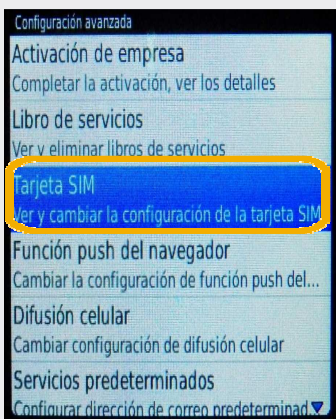 Configuración avanzada
Activación de empresa
Completar la activación, ver los detalles
Libro de servicios
Ver y eliminar libros de servicios
Tarjeta SIM
Ver y cambiar la configuración de la tarjeta SIM
Función push del navegador
Cambiar la configuración de función push del...
Difusión celular
Cambiar configuración de difusión celular
Servicios predeterminados
Configurar dirección de correo predeterminad